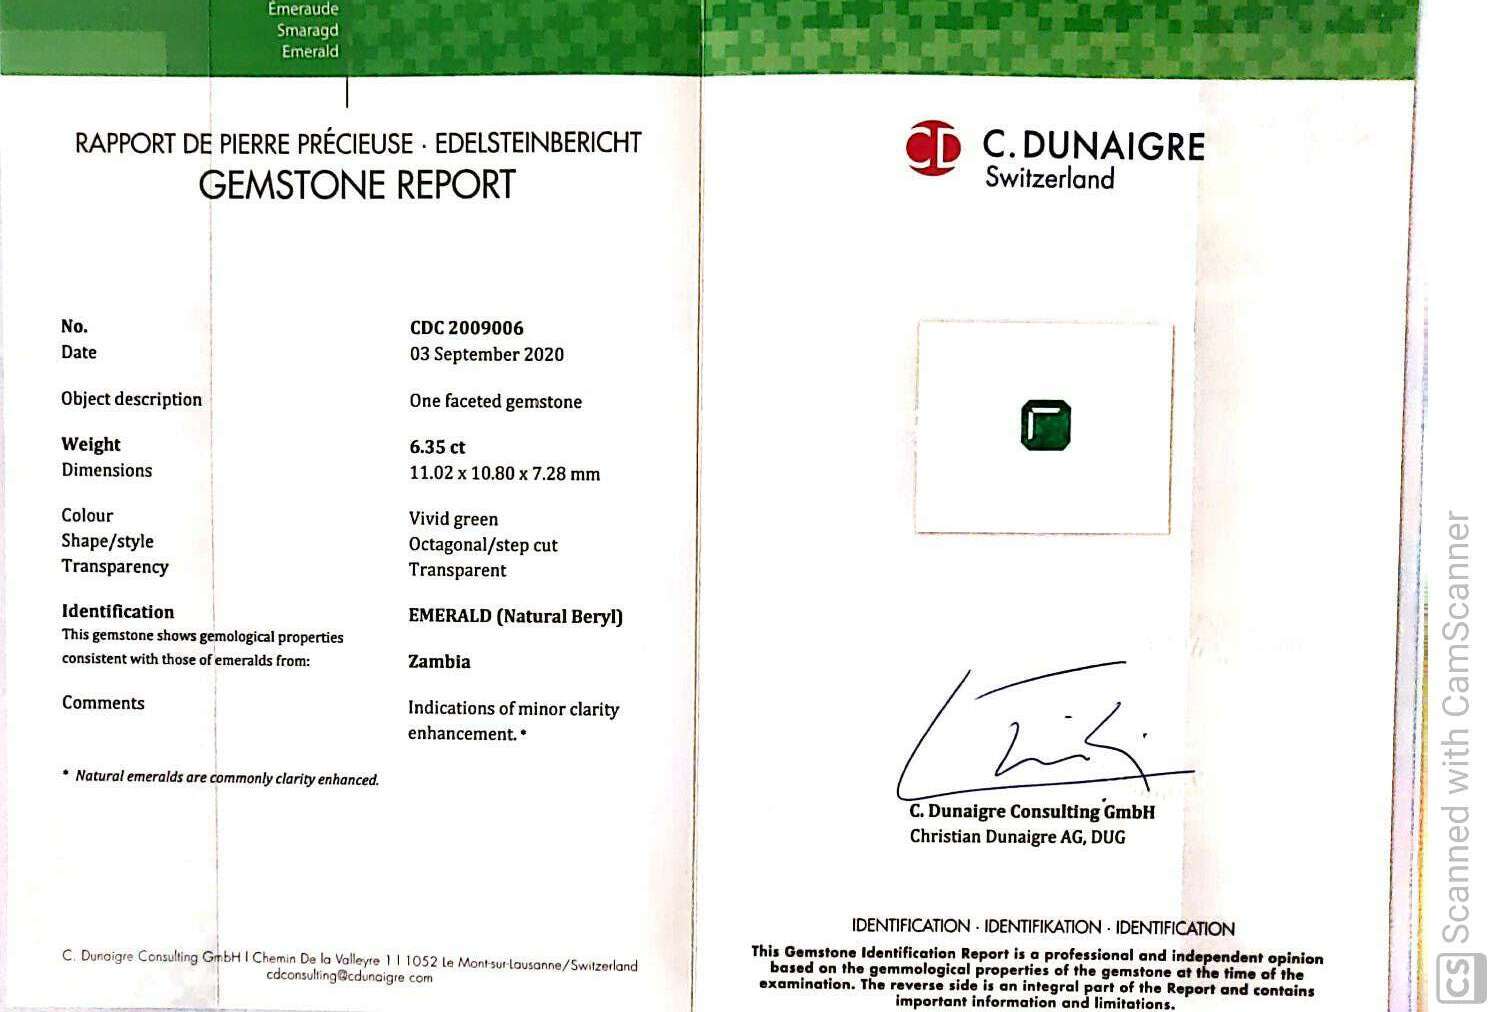 Émeraude
Smaragd
Emerald
RAPPORT DE PIERRE PRÉCIEUSE · EDELSTEINBERICHT
GEMSTONE REPORT
No. CDC 2009006
Date 03 September 2020
Object description One faceted gemstone
Weight 6.35 ct
Dimensions 11.02 x 10.80 x 7.28 mm
Colour Vivid green
Shape/style Octagonal/step cut
Transparency Transparent
Identification EMERALD (Natural Beryl)
This gemstone shows gemological properties
consistent with those of emeralds from: Zambia
Comments Indications of minor clarity
enhancement. *
* Natural emeralds are commonly clarity enhanced.
C. Dunaigre Consulting GmbH I Chemin De la Valleyre 1 I 1052 Le Mont-sur-Lausanne/Switzerland
cdconsulting@cdunaigre com
CD C. DUNAIGRE
Switzerland
C. Dunaigre Consulting GmbH
Christian Dunaigre AG, DUG
IDENTIFICATION · IDENTIFIKATION · IDENTIFICATION
This Gemstone Identification Report is a professional and independent opinion
based on the gemmological properties of the gemstone at the time of the
examination. The reverse side is an integral part of the Report and contains
important information and limitations.
CS Scanned with CamScanner